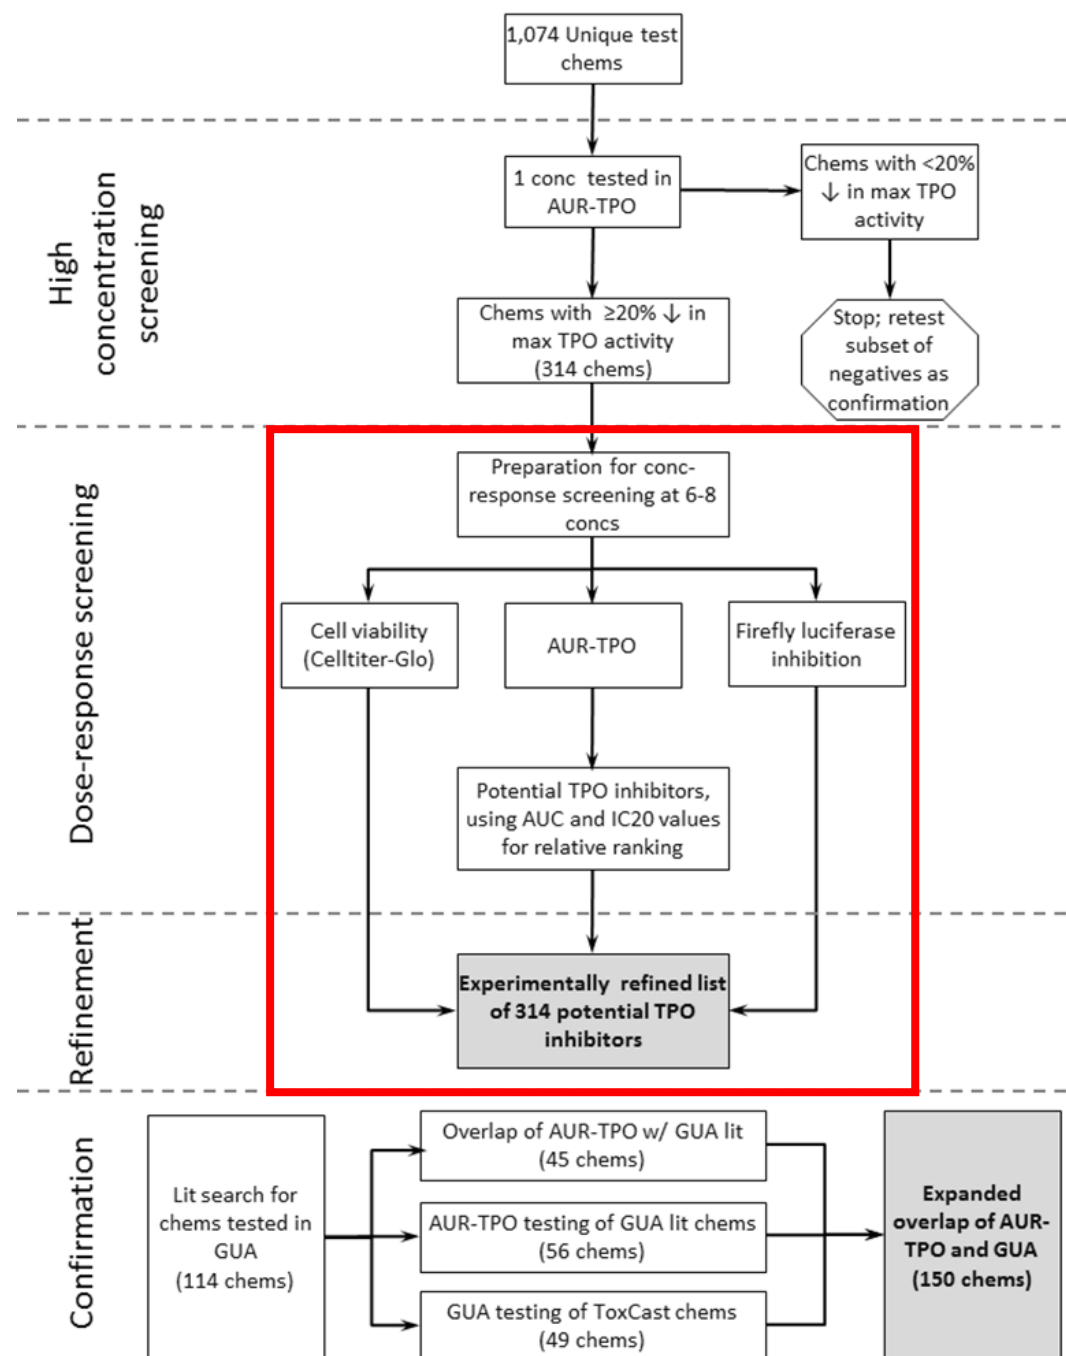 1,074 Unique test
chems
High
concentration
screening
1 conc tested in
AUR-TPO
Chems with <20%
↓ in max TPO
activity
Chems with ≥20% ↓ in
max TPO activity
(314 chems)
Stop; retest
subset of
negatives as
confirmation
Dose-response screening
Preparation for conc-
response screening at 6-8
concs
Cell viability
(Celltiter-Glo)
AUR-TPO
Firefly luciferase
inhibition
Potential TPO inhibitors,
using AUC and IC20 values
for relative ranking
Refinement
Experimentally refined list
of 314 potential TPO
inhibitors
Confirmation
Lit search for
chems tested in
GUA
(114 chems)
Overlap of AUR-TPO w/ GUA lit
(45 chems)
AUR-TPO testing of GUA lit chems
(56 chems)
GUA testing of ToxCast chems
(49 chems)
Expanded
overlap of AUR-
TPO and GUA
(150 chems)